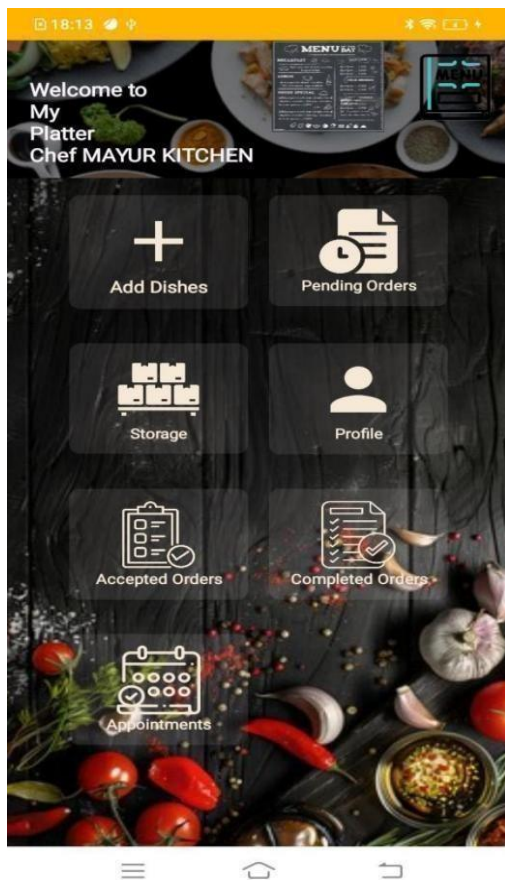 18:13
MENU
MENU
Welcome to
My
Platter
Chef MAYUR KITCHEN
Add Dishes
Pending Orders
Storage
Profile
Accepted Orders
Completed Orders
Appointments